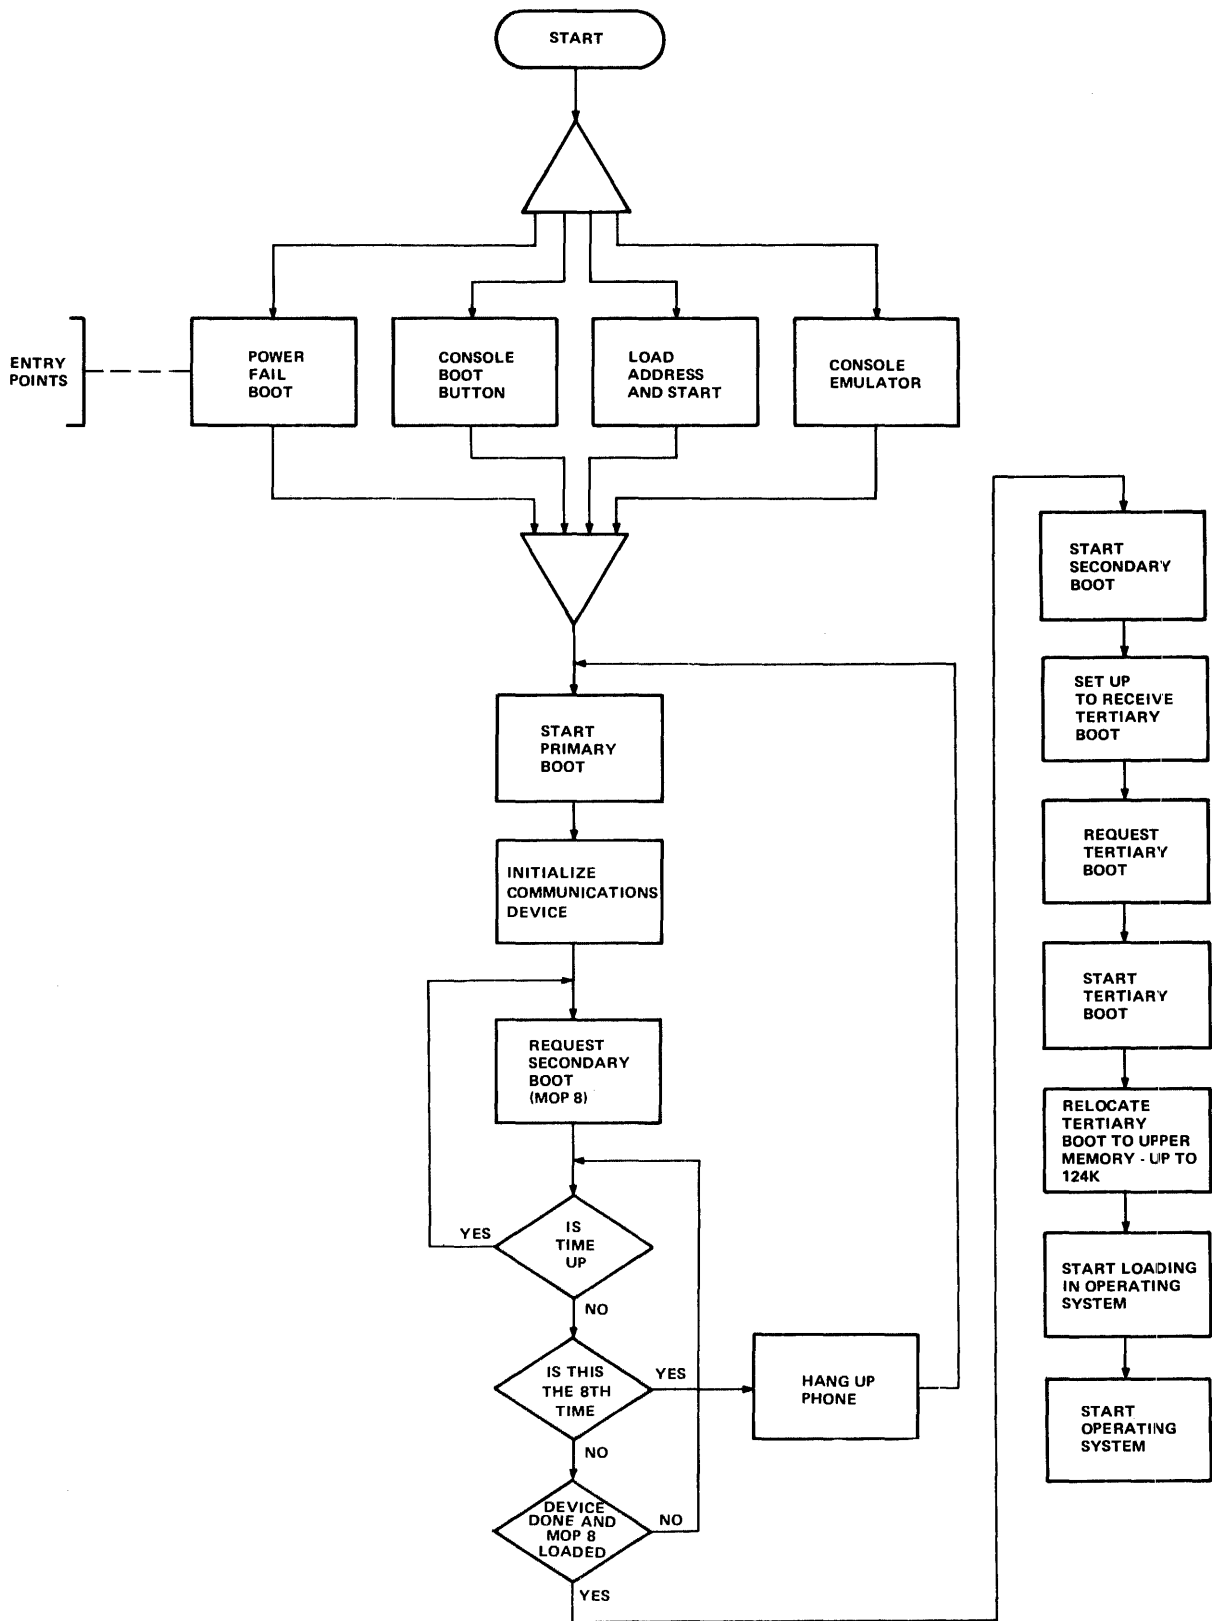 START
ENTRY
POINTS
POWER
FAIL
BOOT
CONSOLE
BOOT
BUTTON
LOAD
ADDRESS
AND START
CONSOLE
EMULATOR
START
PRIMARY
BOOT
INITIALIZE
COMMUNICATIONS
DEVICE
REQUEST
SECONDARY
BOOT
(MOP 8)
IS
TIME
UP
YES
NO
IS THIS
THE 8TH
TIME
YES
NO
HANG UP
PHONE
DEVICE
DONE AND
MOP 8
LOADED
NO
YES
START
SECONDARY
BOOT
SET UP
TO RECEIVE
TERTIARY
BOOT
REQUEST
TERTIARY
BOOT
START
TERTIARY
BOOT
RELOCATE
TERTIARY
BOOT TO UPPER
MEMORY - UP TO
124K
START LOADING
IN OPERATING
SYSTEM
START
OPERATING
SYSTEM